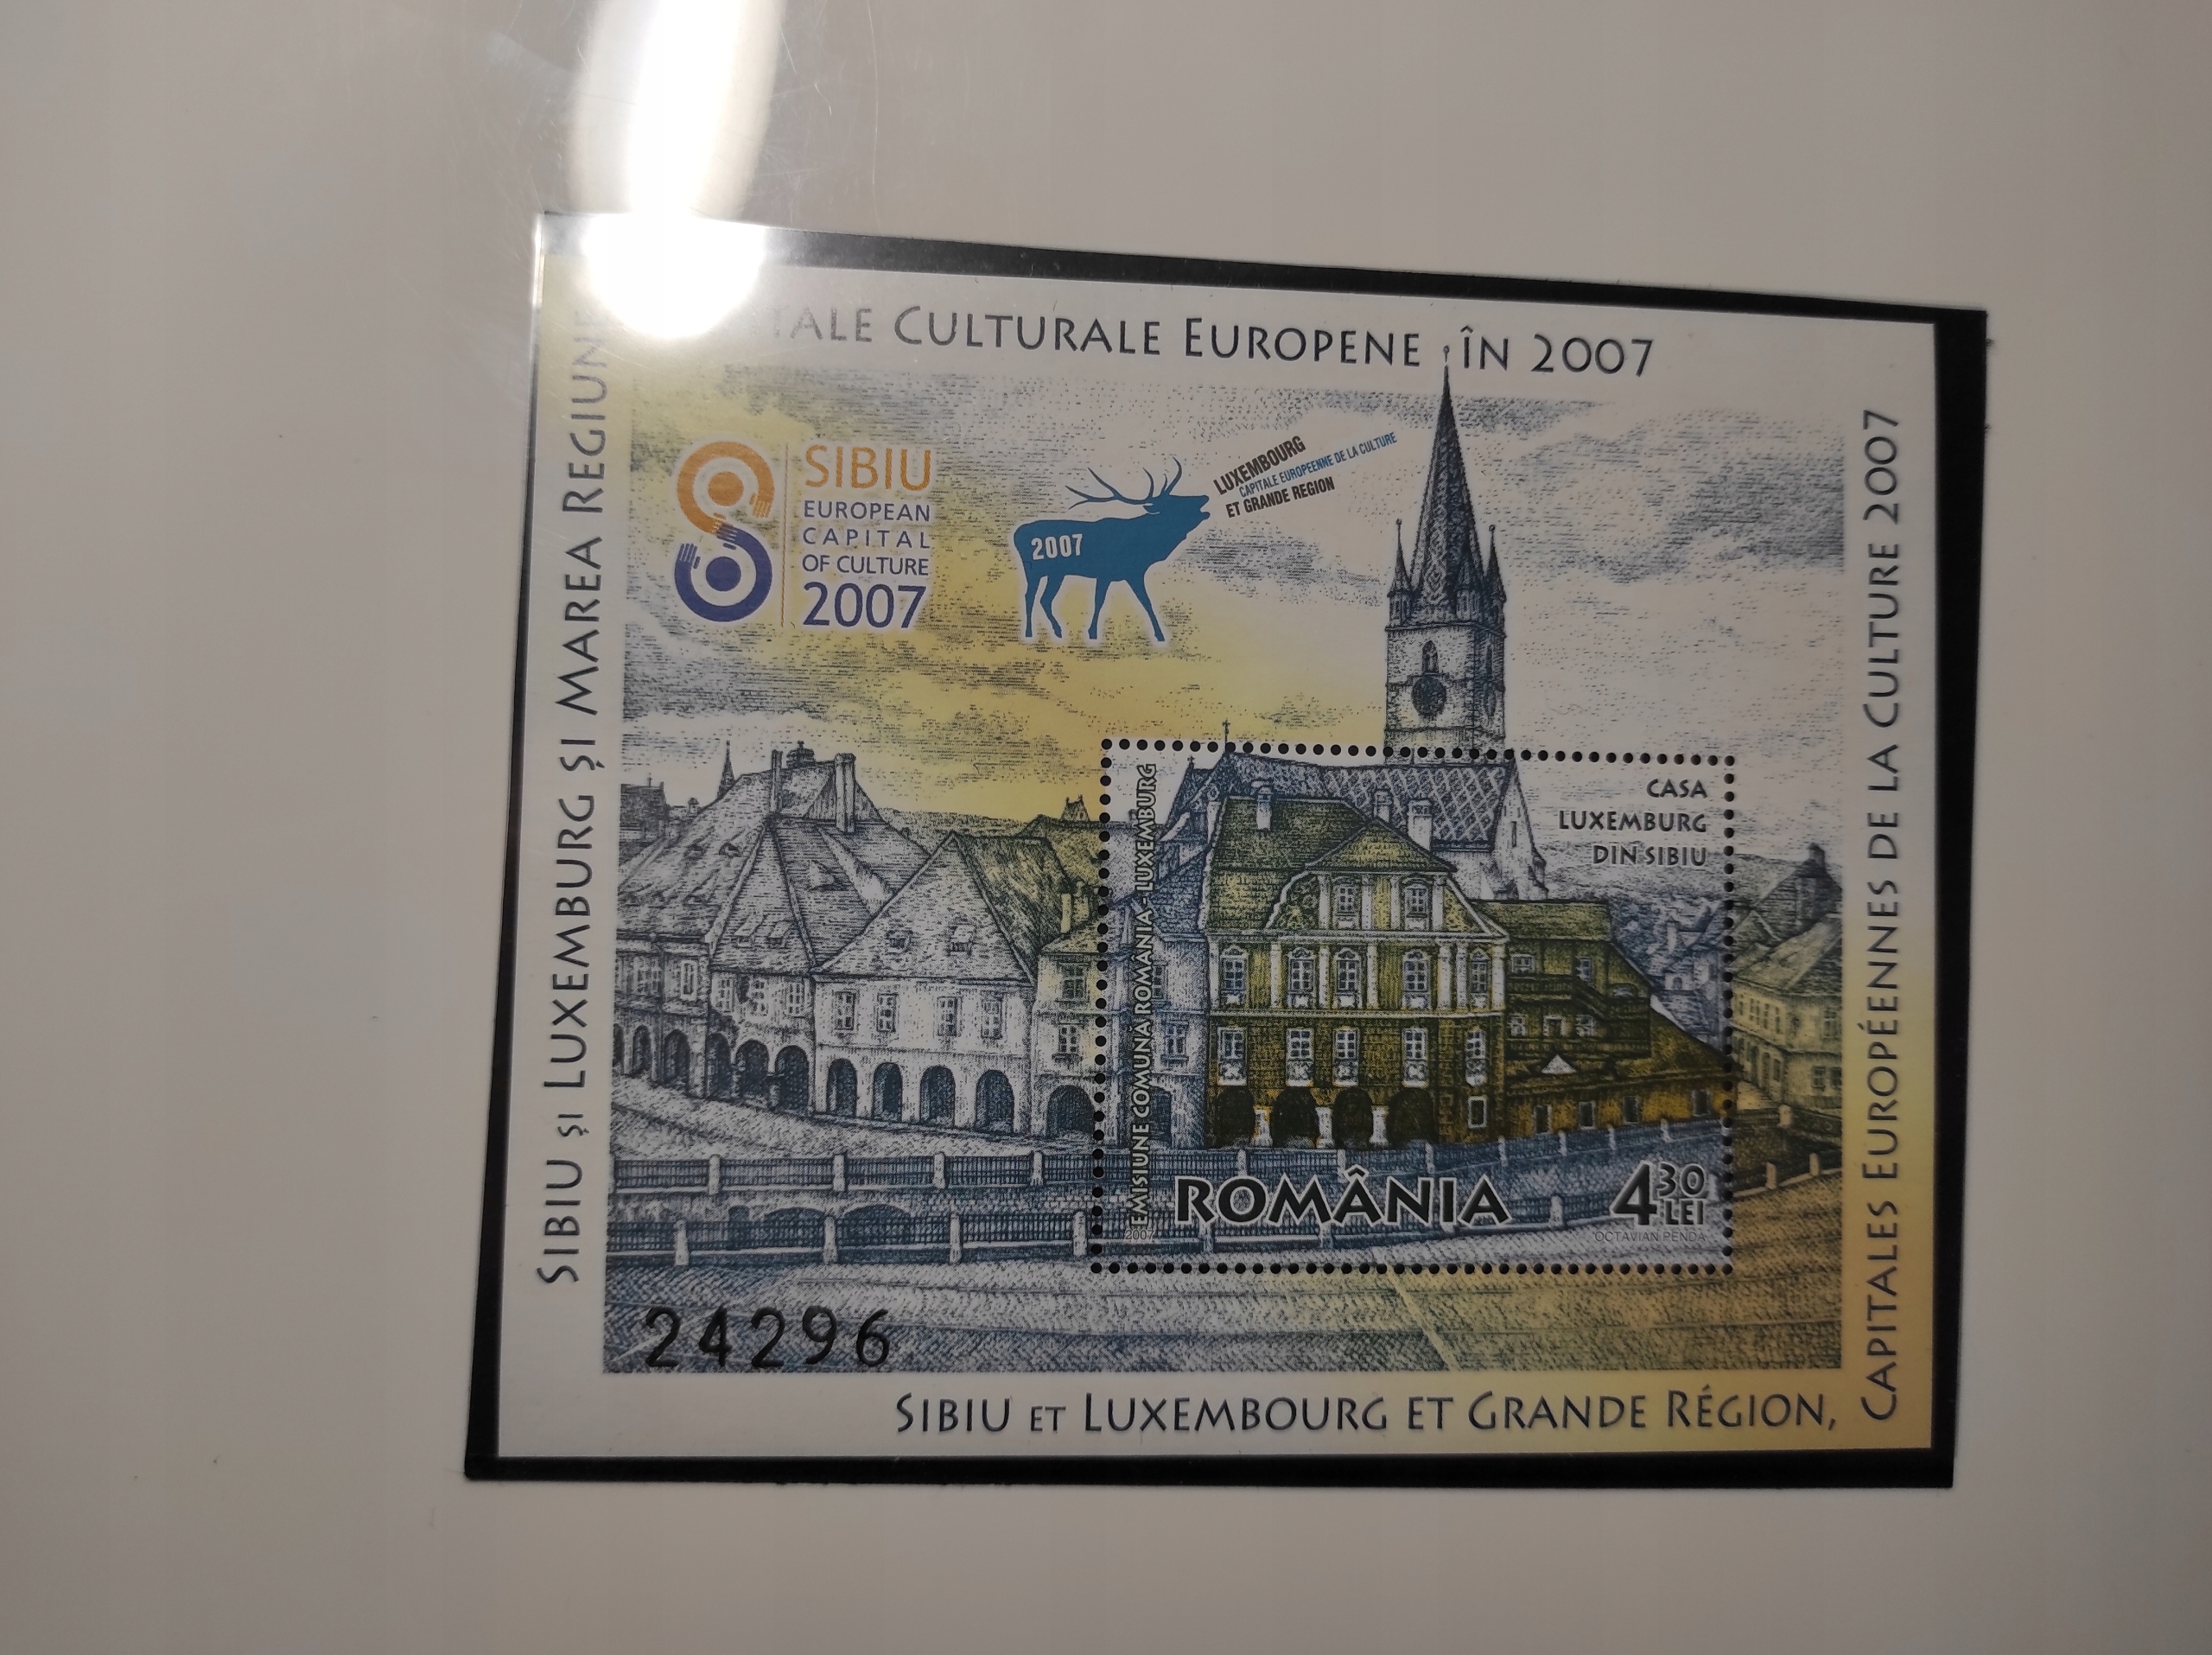 SIBIU ŞI LUXEMBURG ŞI MAREA REGIUNE
CULTURALE EUROPENE ÎN 2007
SIBIU
EUROPEAN
CAPITAL
OF CULTURE
2007
2007
LUXEMBOURG
CAPITALE EUROPEENNE DE LA CULTURE
ET GRANDE REGION
EMISIUNE COMUNĂ ROMÂNIA-LUXEMBURG
CASA
LUXEMBURG
DIN SIBIU
ROMÂNIA
4 30 LEI
2007
OCTAVIAN PENDA
24296
SIBIU ET LUXEMBOURG ET GRANDE RÉGION,
CAPITALES EUROPÉENNES DE LA CULTURE 2007